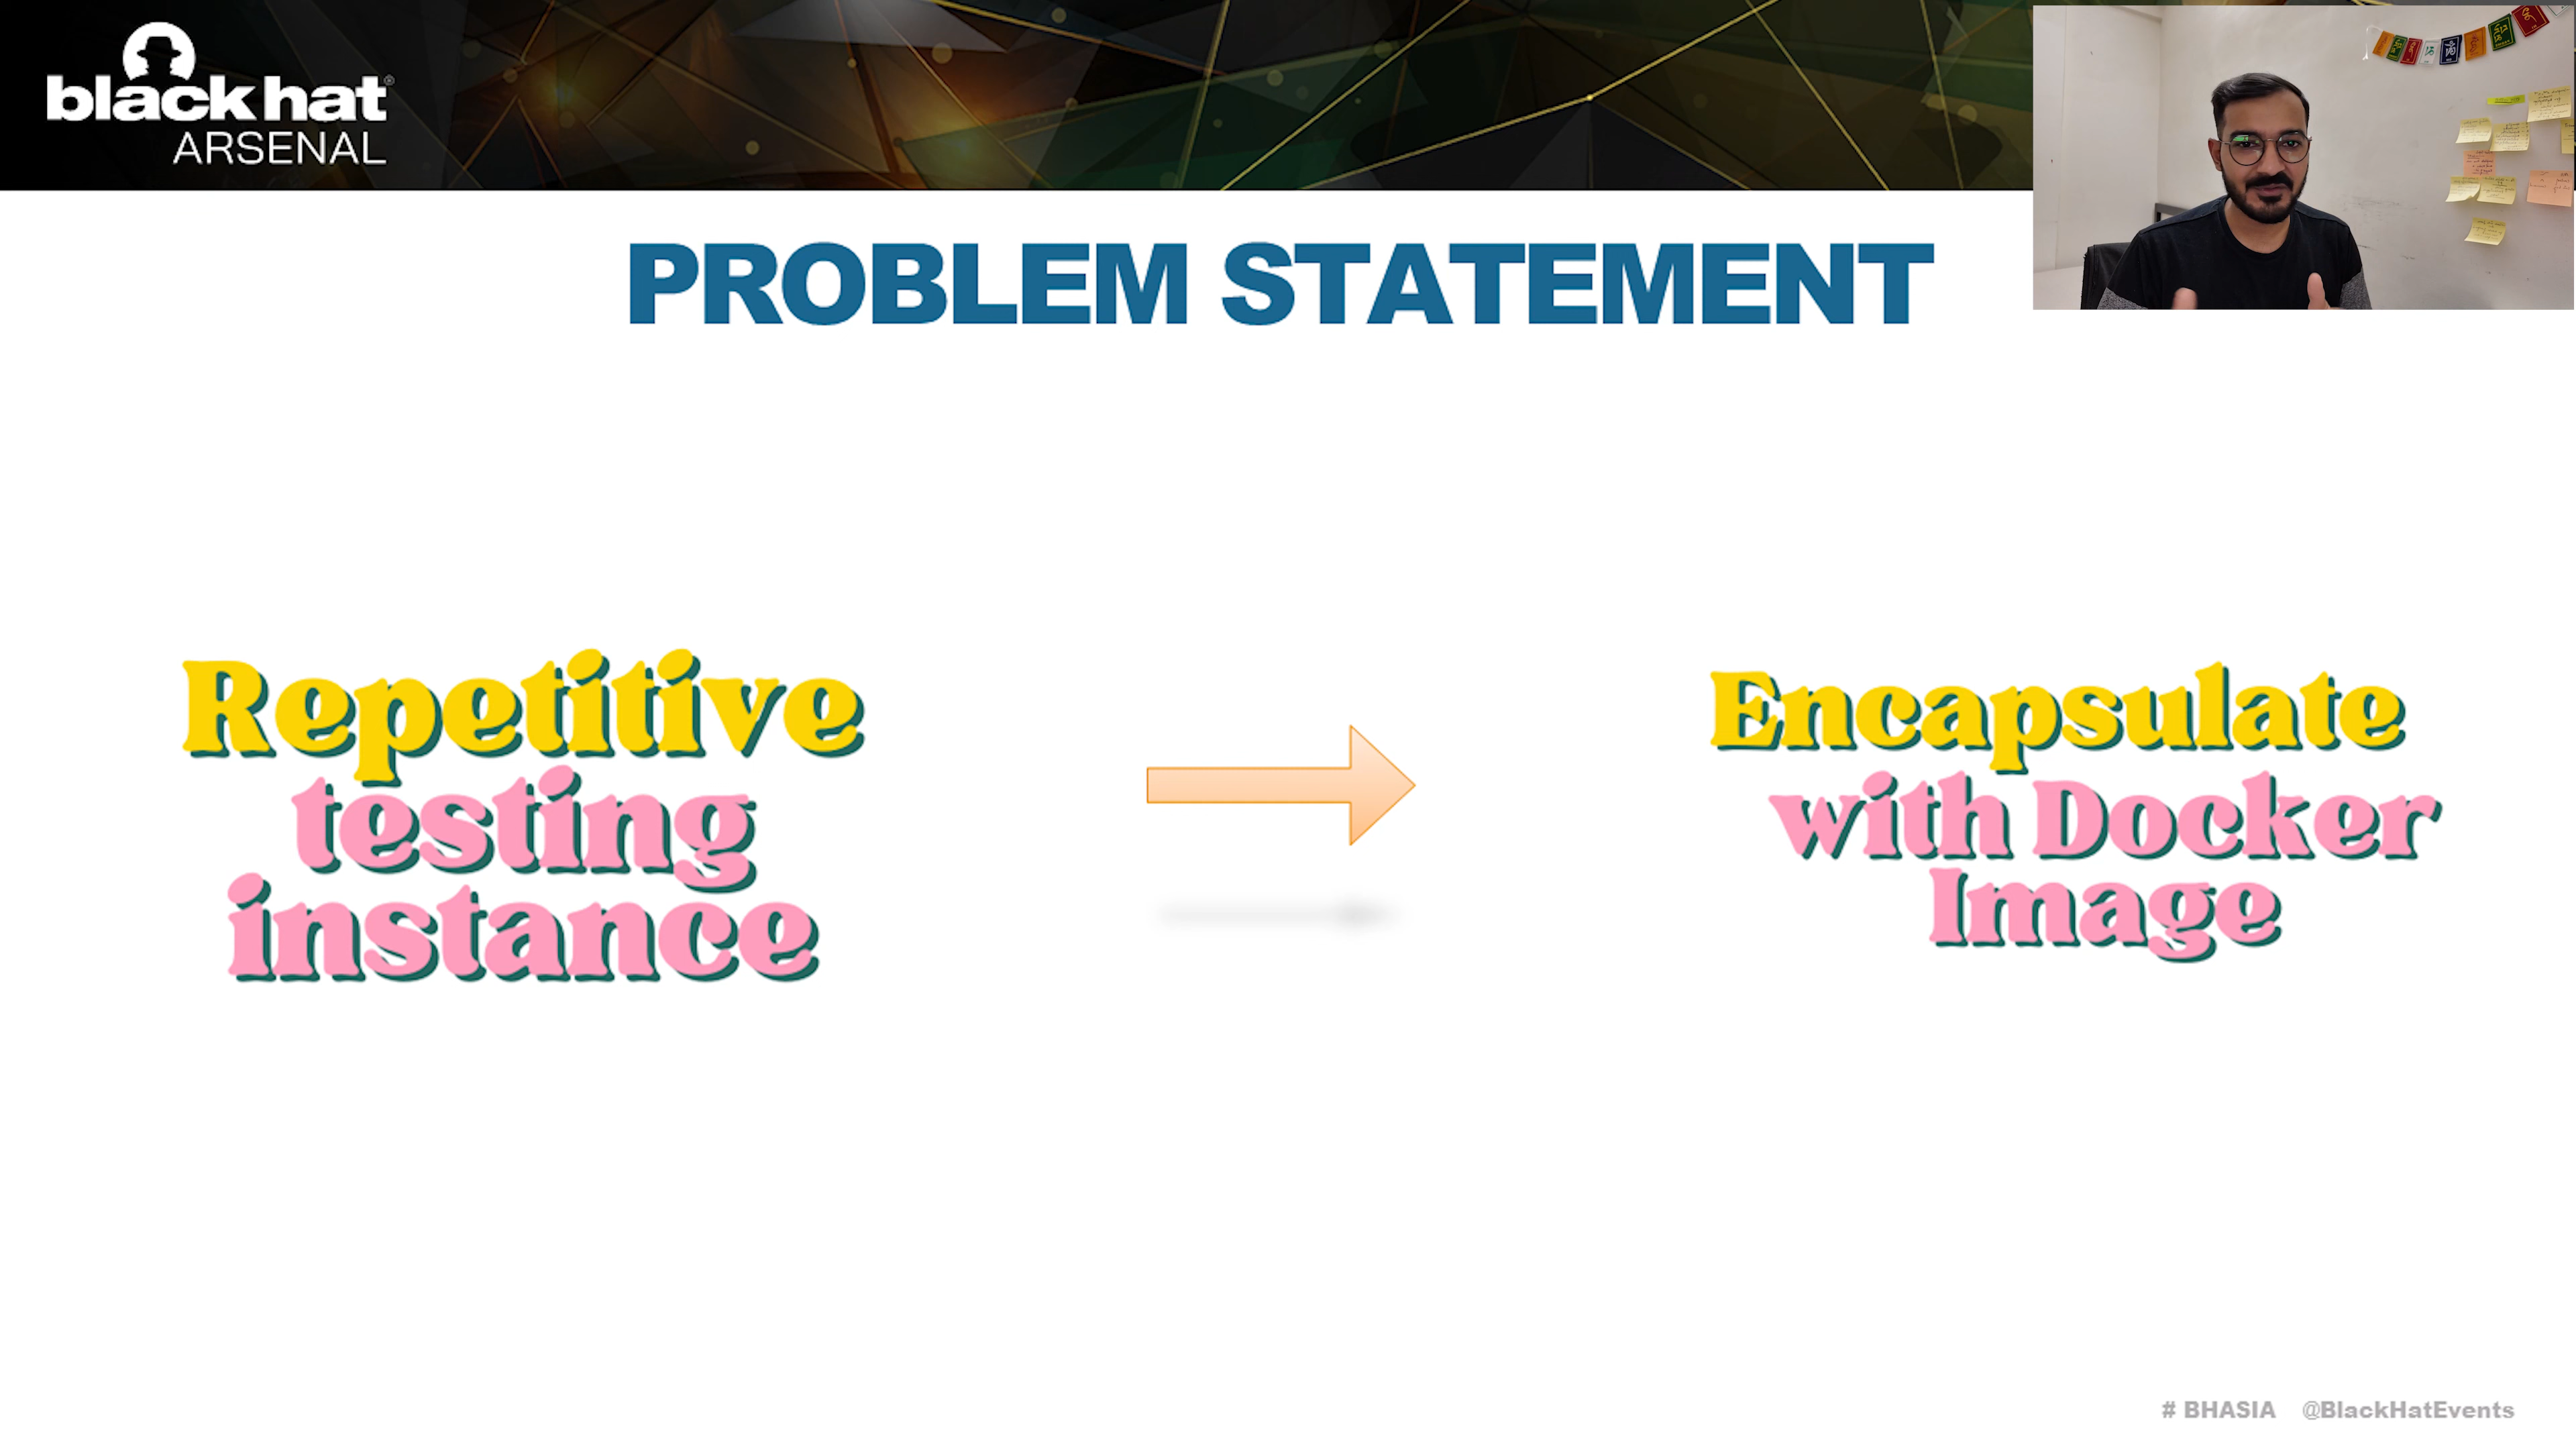 black hat®
ARSENAL
PROBLEM STATEMENT
Repetitive
testing
instance
Encapsulate
with Docker
Image
# BHASIA @BlackHatEvents